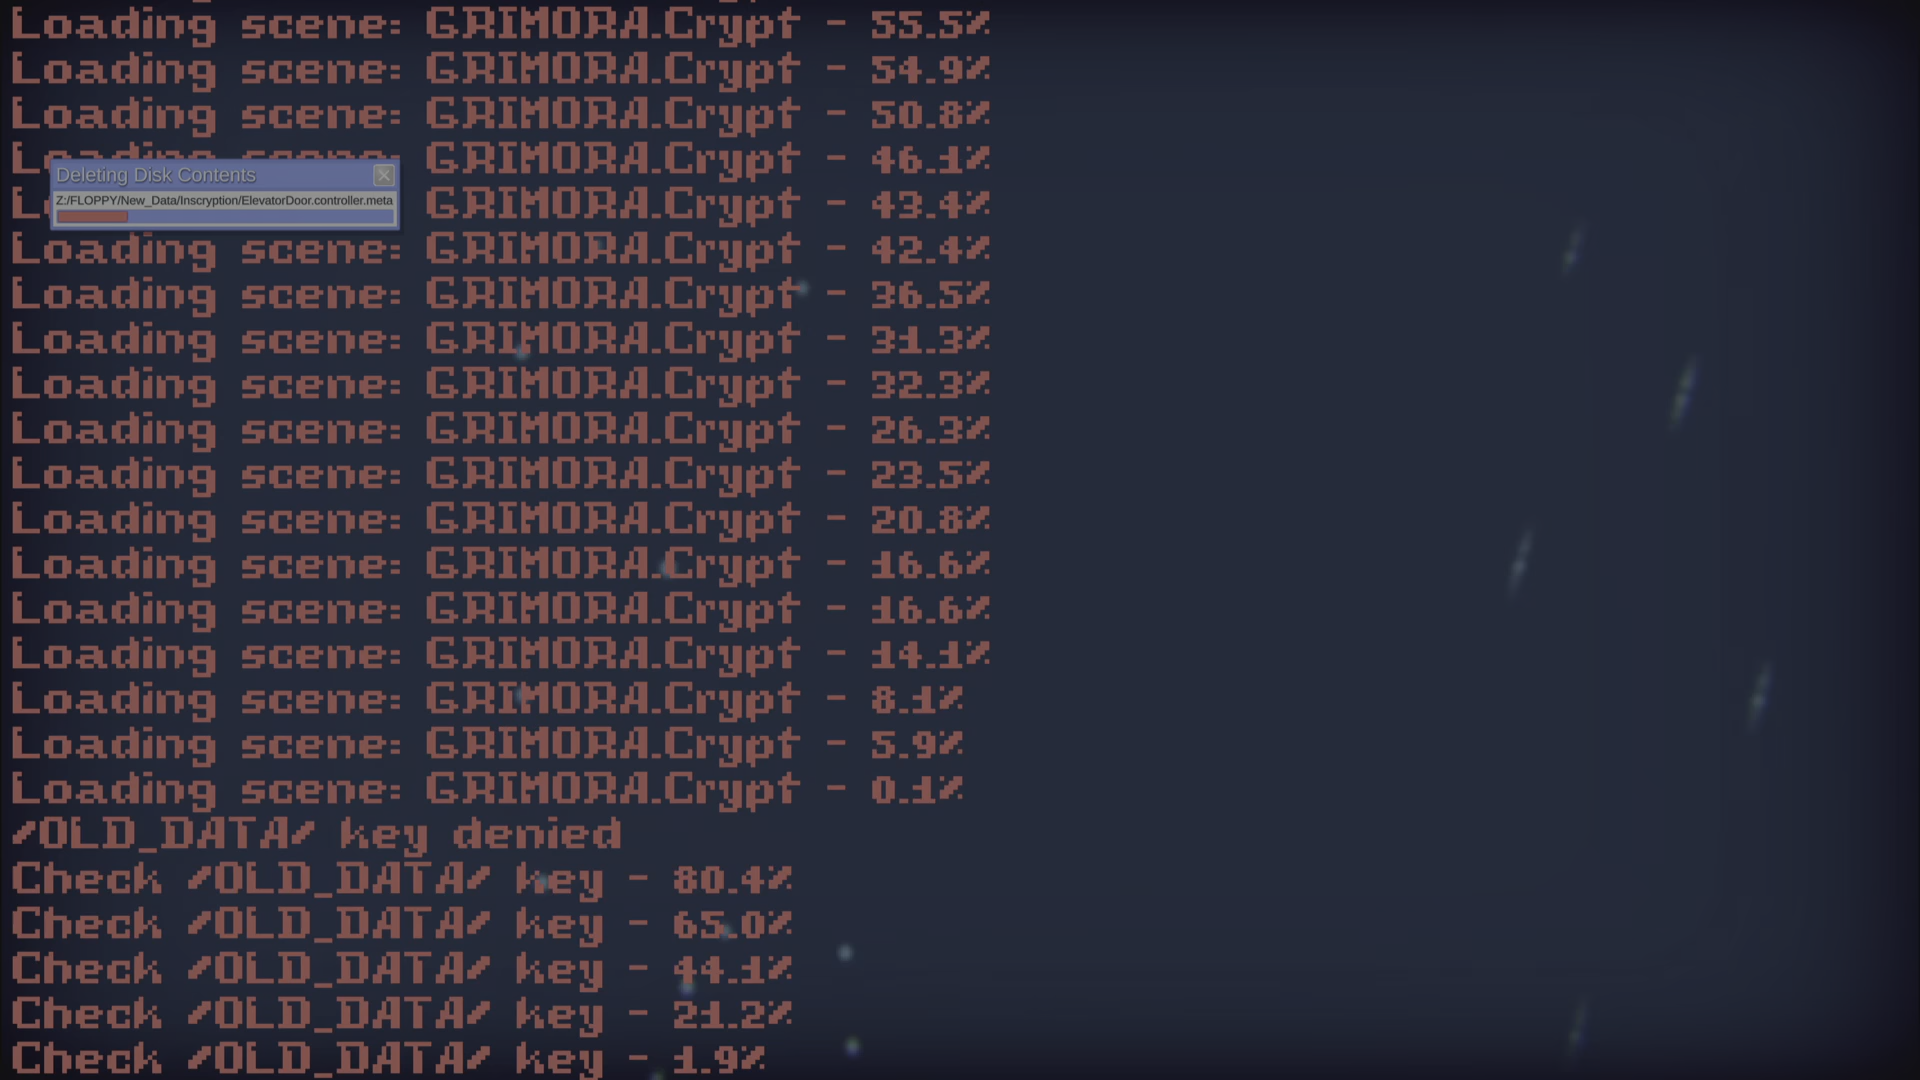 Loading scene: GRIMORA.Crypt - 55.5%
Loading scene: GRIMORA.Crypt - 54.9%
Loading scene: GRIMORA.Crypt - 50.8%
Loading scene: GRIMORA.Crypt - 46.1%
Deleting Disk Contents
Z:/FLOPPY/New_Data/Inscryption/ElevatorDoor.controller.meta
GRIMORA.Crypt - 43.4%
Loading scene: GRIMORA.Crypt - 42.4%
Loading scene: GRIMORA.Crypt - 36.5%
Loading scene: GRIMORA.Crypt - 31.3%
Loading scene: GRIMORA.Crypt - 32.3%
Loading scene: GRIMORA.Crypt - 26.3%
Loading scene: GRIMORA.Crypt - 23.5%
Loading scene: GRIMORA.Crypt - 20.8%
Loading scene: GRIMORA.Crypt - 16.6%
Loading scene: GRIMORA.Crypt - 16.6%
Loading scene: GRIMORA.Crypt - 14.1%
Loading scene: GRIMORA.Crypt - 8.1%
Loading scene: GRIMORA.Crypt - 5.9%
Loading scene: GRIMORA.Crypt - 0.1%
/OLD_DATA/ key denied
Check /OLD_DATA/ key - 80.4%
Check /OLD_DATA/ key - 65.0%
Check /OLD_DATA/ key - 44.1%
Check /OLD_DATA/ key - 21.2%
Check /OLD_DATA/ key - 1.9%